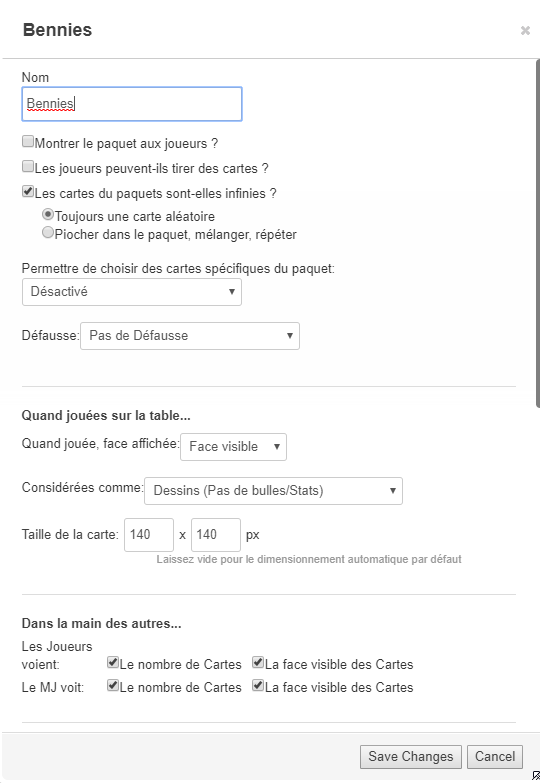 Bennies
Nom
Bennies
Montrer le paquet aux joueurs ?
Les joueurs peuvent-ils tirer des cartes ?
Les cartes du paquets sont-elles infinies ?
Toujours une carte aléatoire
Piocher dans le paquet, mélanger, répéter
Permettre de choisir des cartes spécifiques du paquet:
Désactivé
Défausse: Pas de Défausse
Quand jouées sur la table...
Quand jouée, face affichée: Face visible
Considérées comme: Dessins (Pas de bulles/Stats)
Taille de la carte: 140 x 140 px
Laissez vide pour le dimensionnement automatique par défaut
Dans la main des autres...
Les Joueurs
voient: Le nombre de Cartes La face visible des Cartes
Le MJ voit: Le nombre de Cartes La face visible des Cartes
Save Changes Cancel